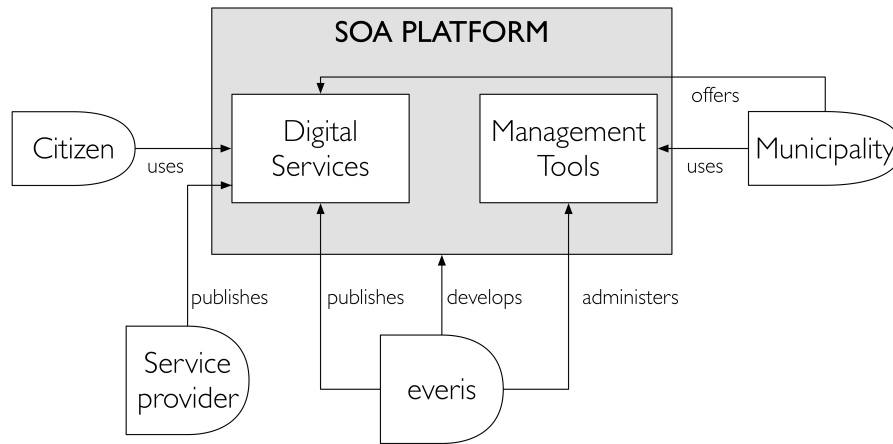 SOA PLATFORM
offers
Digital
Services
Management
Tools
Citizen
uses
Municipality
uses
publishes
publishes
develops
administers
Service
provider
everis